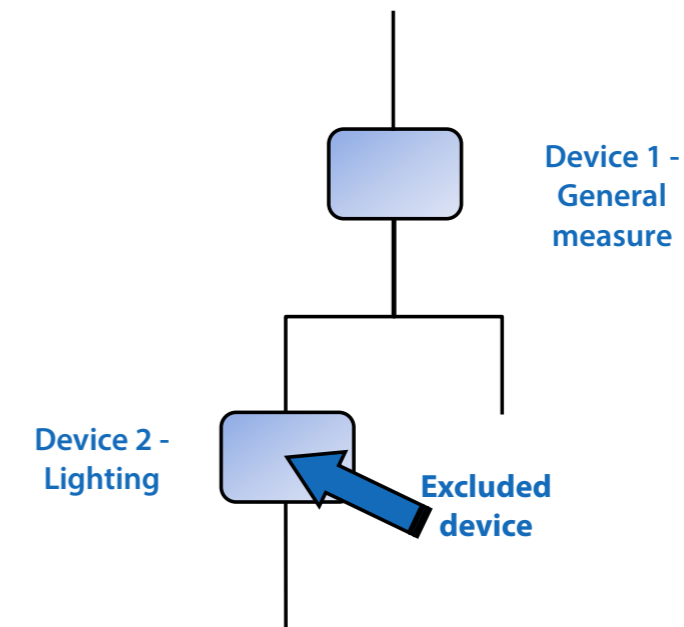 Device 1 -
General
measure
Device 2 -
Lighting
Excluded
device